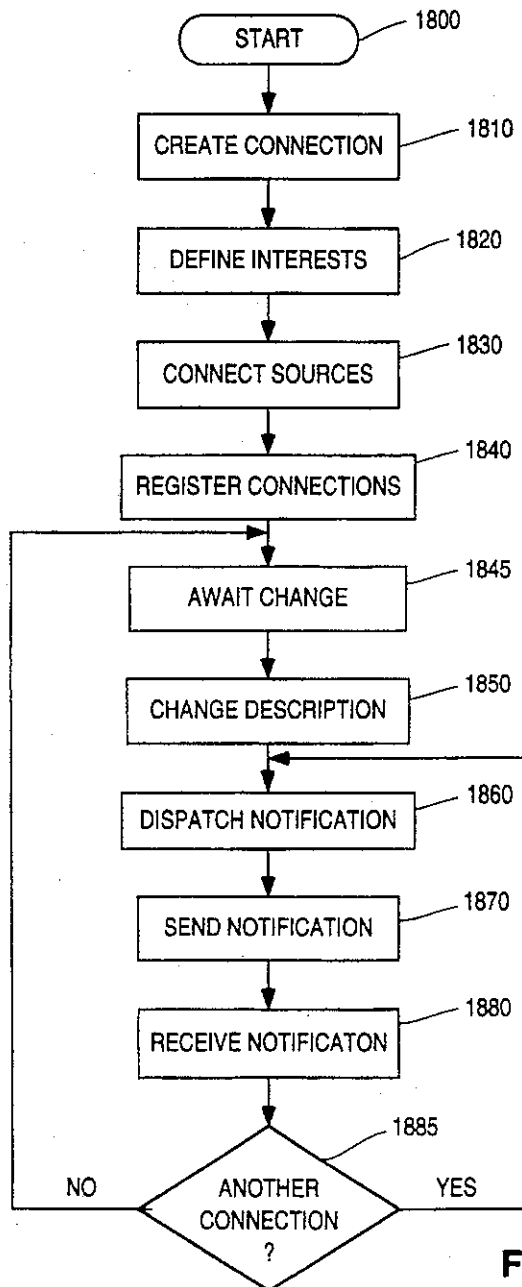 START
1800
CREATE CONNECTION
1810
DEFINE INTERESTS
1820
CONNECT SOURCES
1830
REGISTER CONNECTIONS
1840
AWAIT CHANGE
1845
CHANGE DESCRIPTION
1850
DISPATCH NOTIFICATION
1860
SEND NOTIFICATION
1870
RECEIVE NOTIFICATON
1880
1885
NO
ANOTHER
CONNECTION
?
YES
F